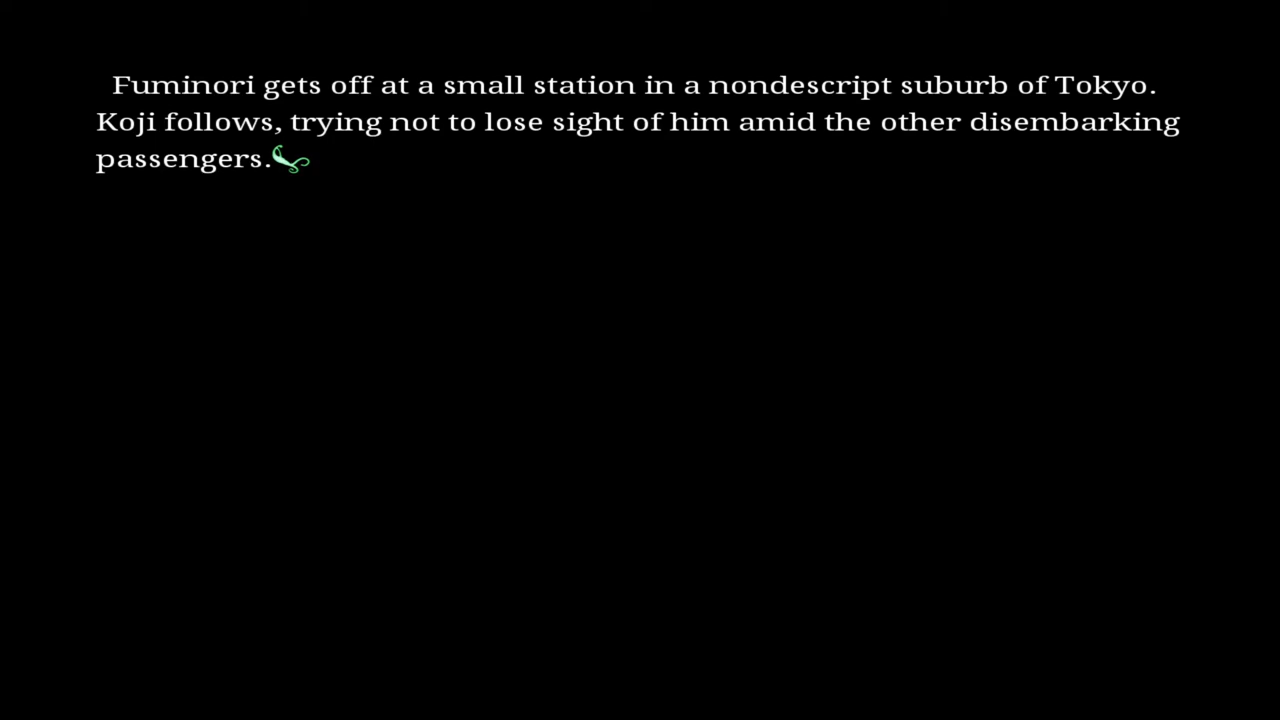 Fuminori gets off at a small station in a nondescript suburb of Tokyo.
Koji follows, trying not to lose sight of him amid the other disembarking
passengers.